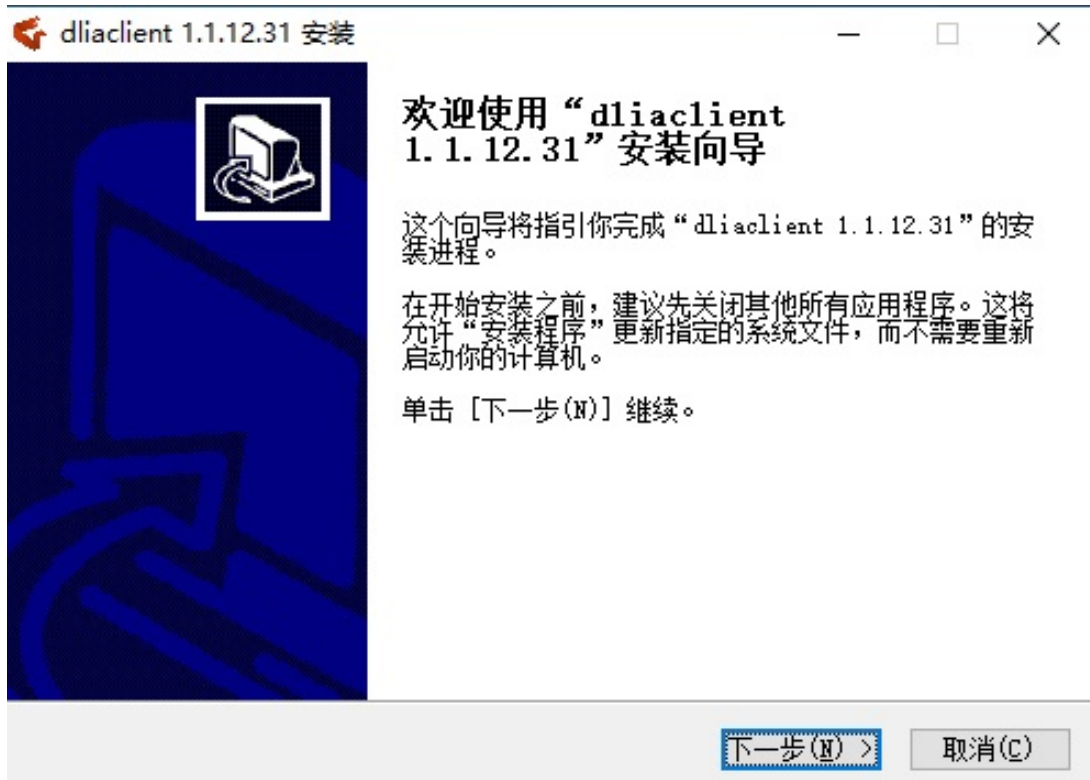 dliaclient 1.1.12.31 安装
欢迎使用“dliaclient
1.1.12.31”安装向导
这个向导将指引你完成“dliaclient 1.1.12.31”的安
装进程。
在开始安装之前，建议先关闭其他所有应用程序。这将
允许“安装程序”更新指定的系统文件，而不需要重新
启动你的计算机。
单击 [下一步(N)] 继续。
下一步(N) >
取消(C)